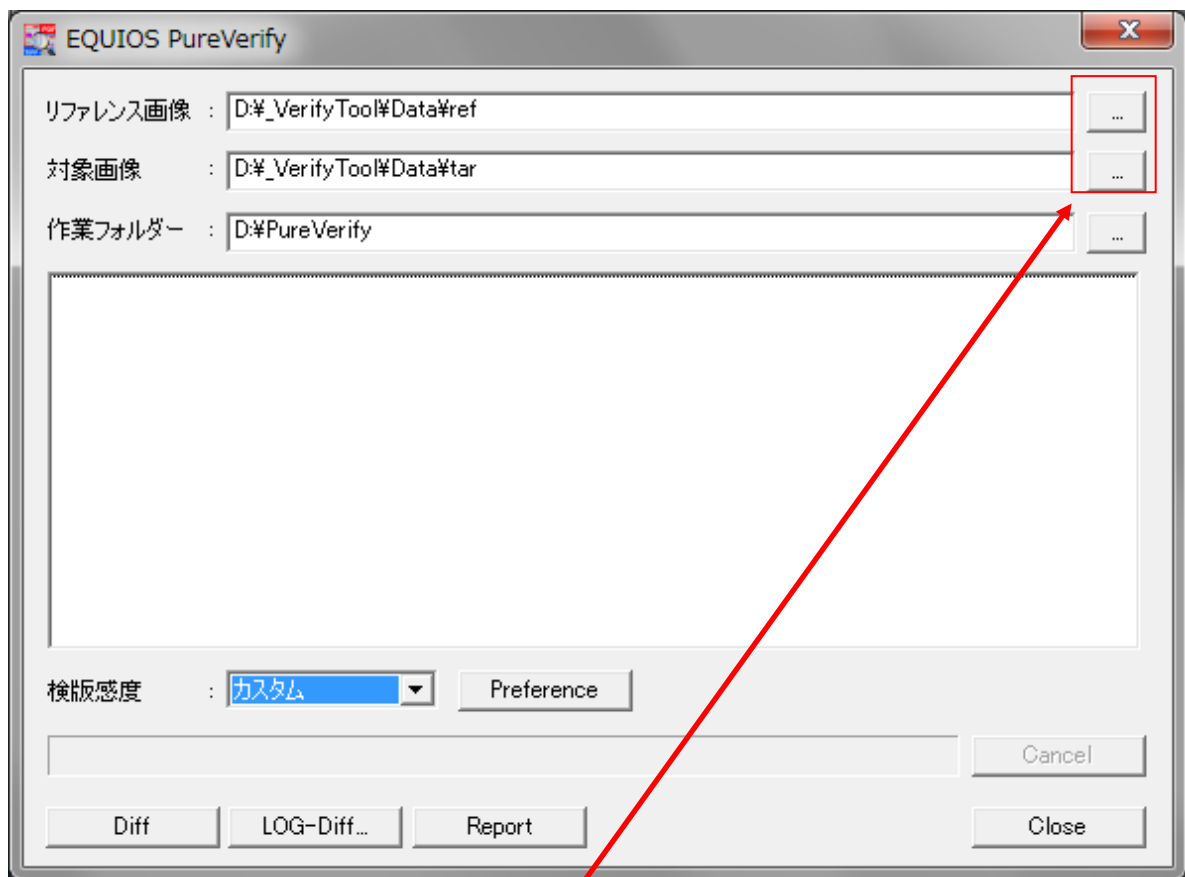 EQUIOS PureVerify
リファレンス画像 : D:¥_VerifyTool¥Data¥ref ...
対象画像 : D:¥_VerifyTool¥Data¥tar ...
作業フォルダー : D:¥PureVerify ...
検版感度 : カスタム Preference
Cancel
Diff LOG-Diff... Report Close